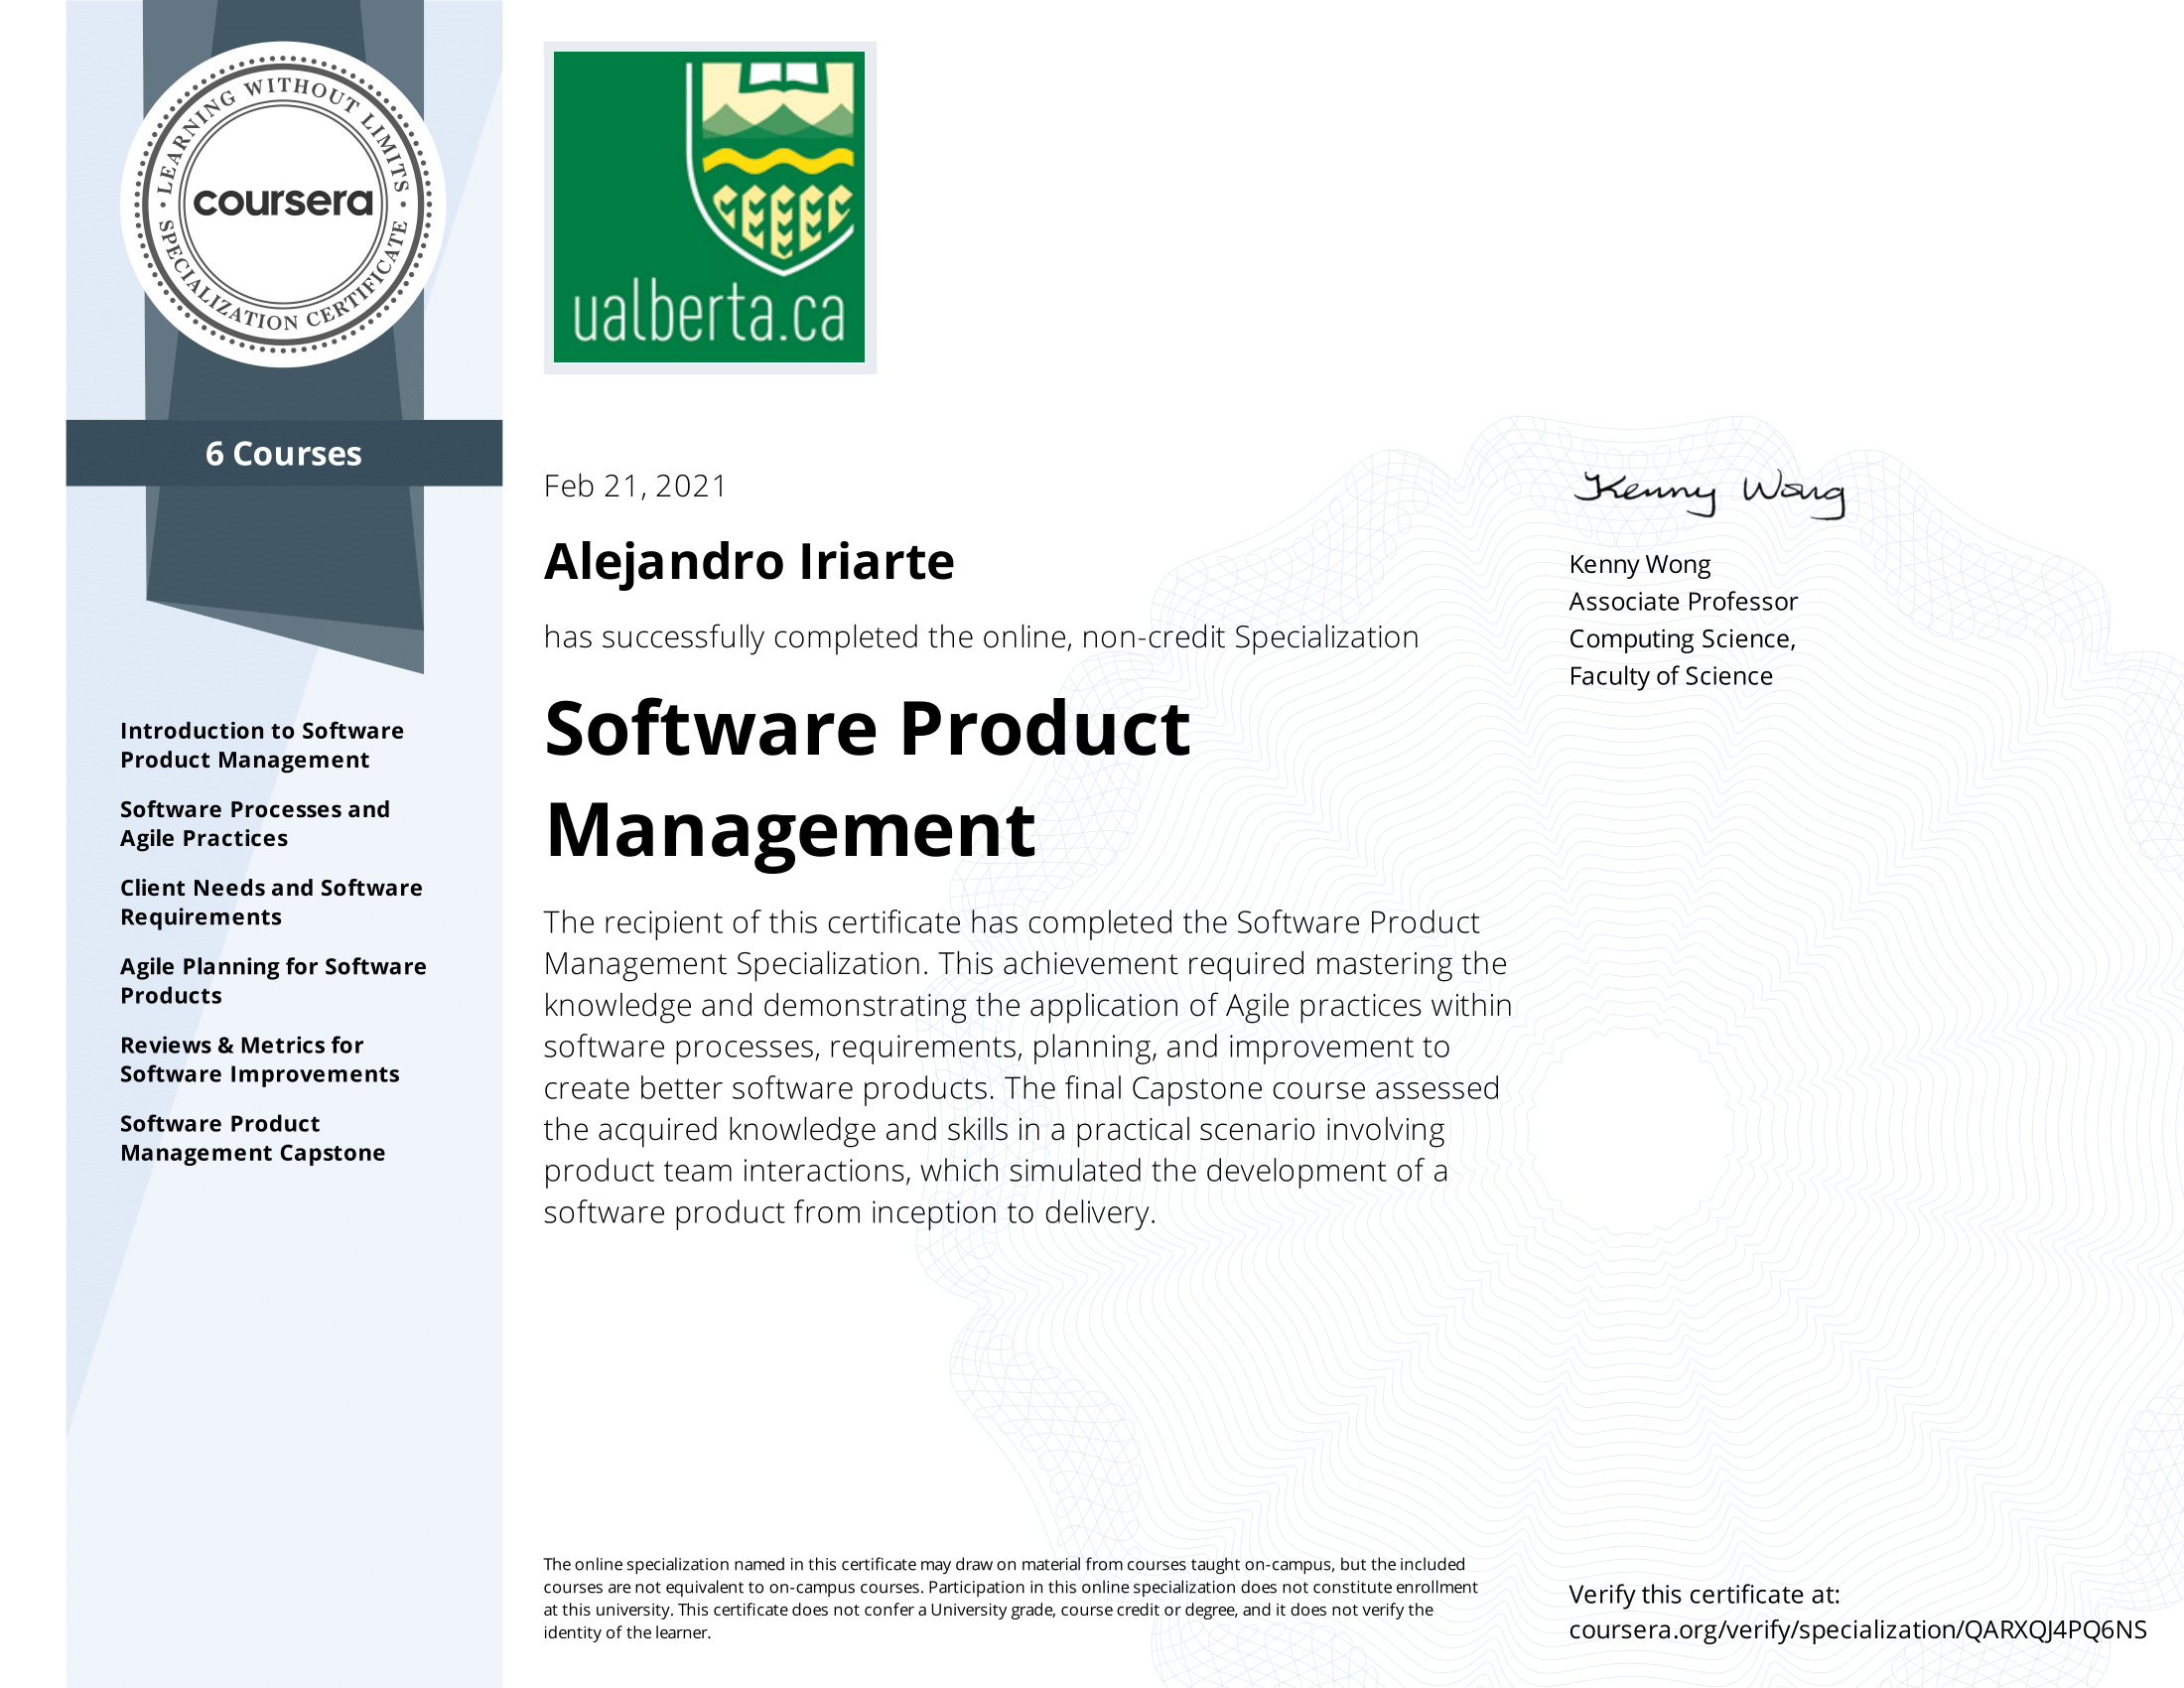 LEARNING WITHOUT LIMITS
coursera
SPECIALIZATION CERTIFICATE
6 Courses
Introduction to Software
Product Management
Software Processes and
Agile Practices
Client Needs and Software
Requirements
Agile Planning for Software
Products
Reviews & Metrics for
Software Improvements
Software Product
Management Capstone
ualberta.ca
Feb 21, 2021
Alejandro Iriarte
has successfully completed the online, non-credit Specialization
Software Product
Management
The recipient of this certificate has completed the Software Product
Management Specialization. This achievement required mastering the
knowledge and demonstrating the application of Agile practices within
software processes, requirements, planning, and improvement to
create better software products. The final Capstone course assessed
the acquired knowledge and skills in a practical scenario involving
product team interactions, which simulated the development of a
software product from inception to delivery.
Kenny Wong
Kenny Wong
Associate Professor
Computing Science,
Faculty of Science
The online specialization named in this certificate may draw on material from courses taught on-campus, but the included
courses are not equivalent to on-campus courses. Participation in this online specialization does not constitute enrollment
at this university. This certificate does not confer a University grade, course credit or degree, and it does not verify the
identity of the learner.
Verify this certificate at:
coursera.org/verify/specialization/QARXQJ4PQ6NS